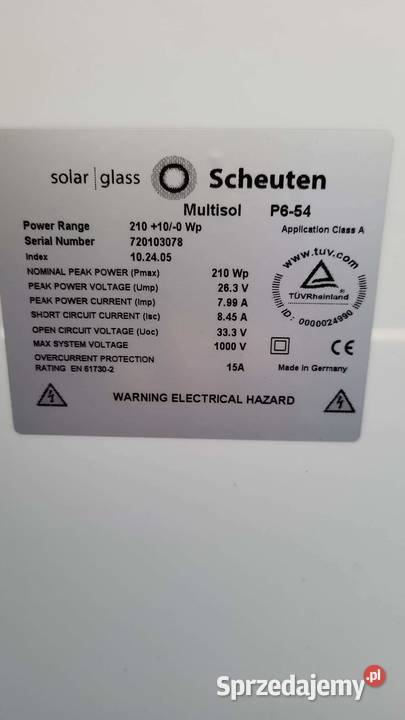 solar | glass Scheuten
Multisol P6-54
Power Range 210 +10/-0 Wp Application Class A
Serial Number 720103078
Index 10.24.05
NOMINAL PEAK POWER (Pmax) 210 Wp
PEAK POWER VOLTAGE (Ump) 26.3 V
PEAK POWER CURRENT (Imp) 7.99 A
SHORT CIRCUIT CURRENT (Isc) 8.45 A
OPEN CIRCUIT VOLTAGE (Uoc) 33.3 V
MAX SYSTEM VOLTAGE 1000 V
OVERCURRENT PROTECTION
RATING EN 61730-2 15A
www.tuv.com
TÜVRheinland
ID: 0000024990
CE
Made in Germany
WARNING ELECTRICAL HAZARD
Sprzedajemy.pl